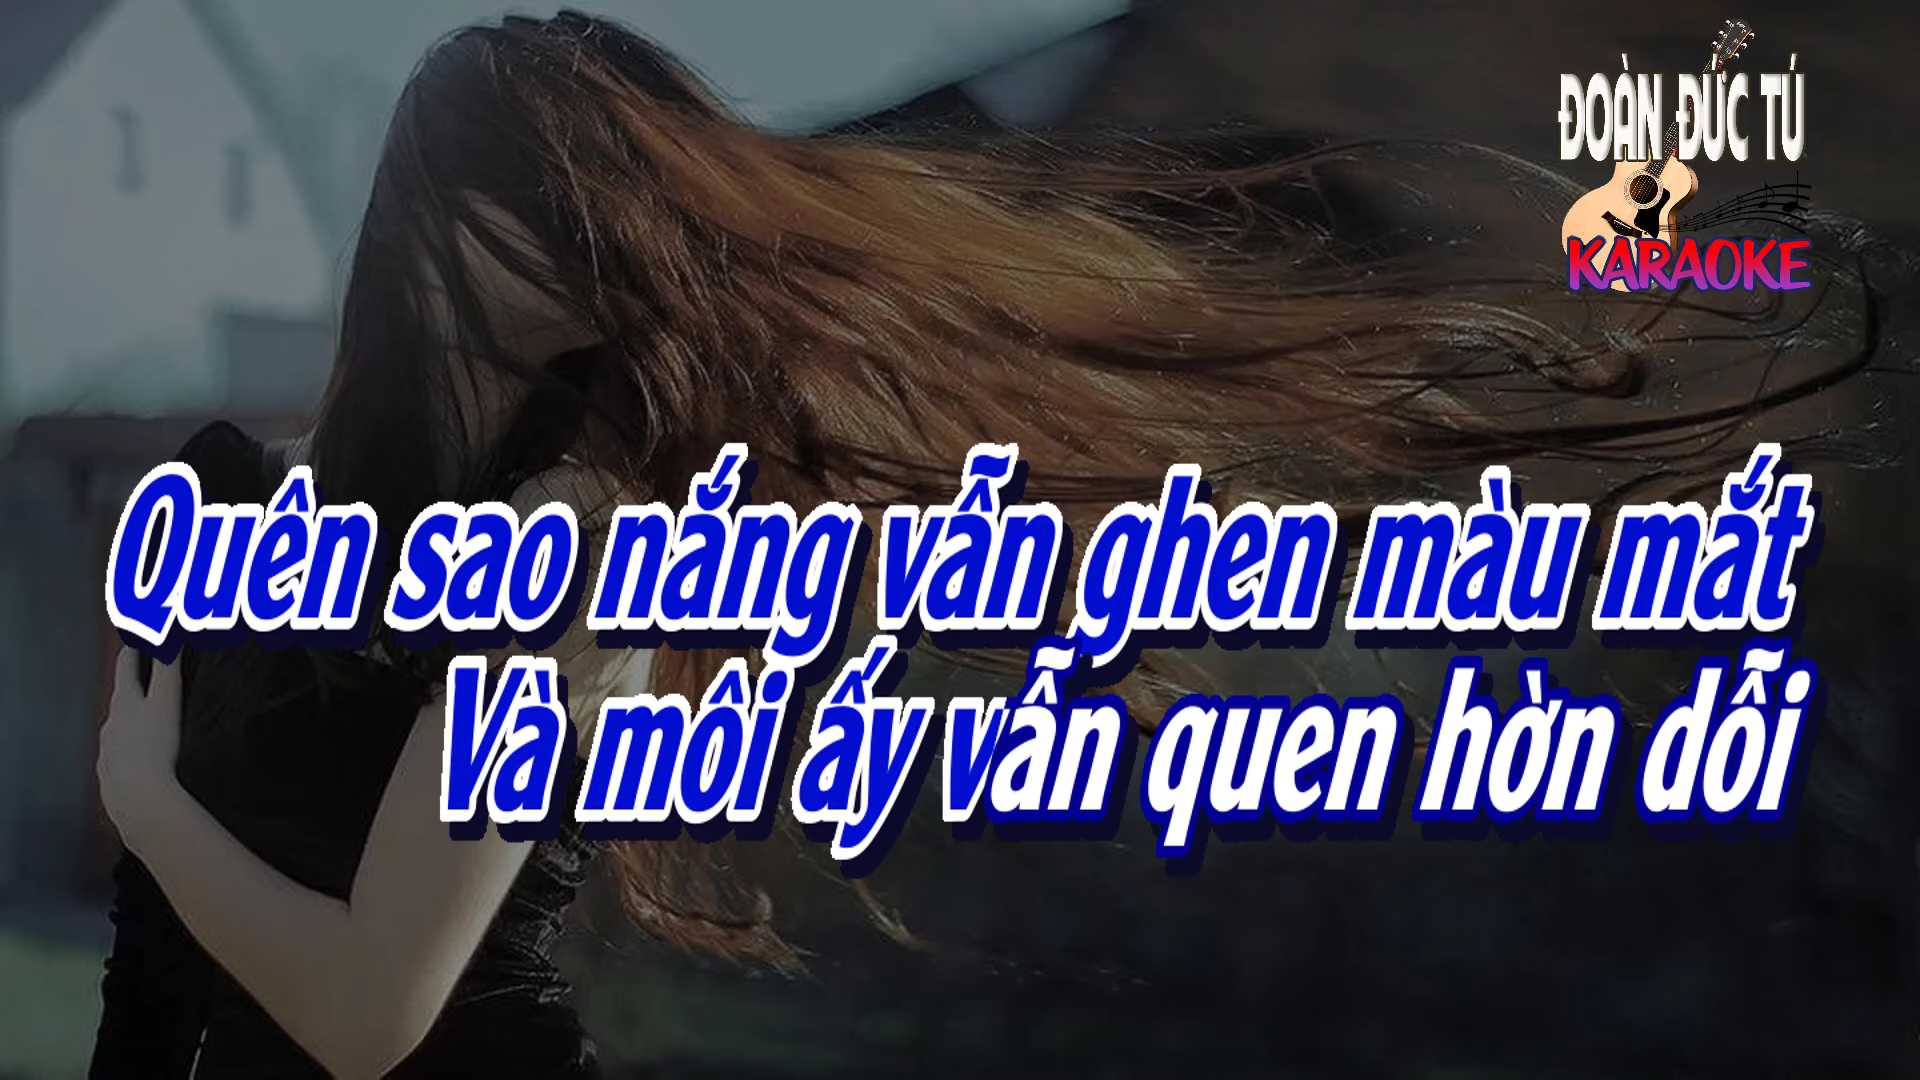 ĐOÀN ĐỨC TÚ
KARAOKE
Quên sao nắng vẫn ghen màu mắt
Và môi ấy vẫn quen hờn dỗi